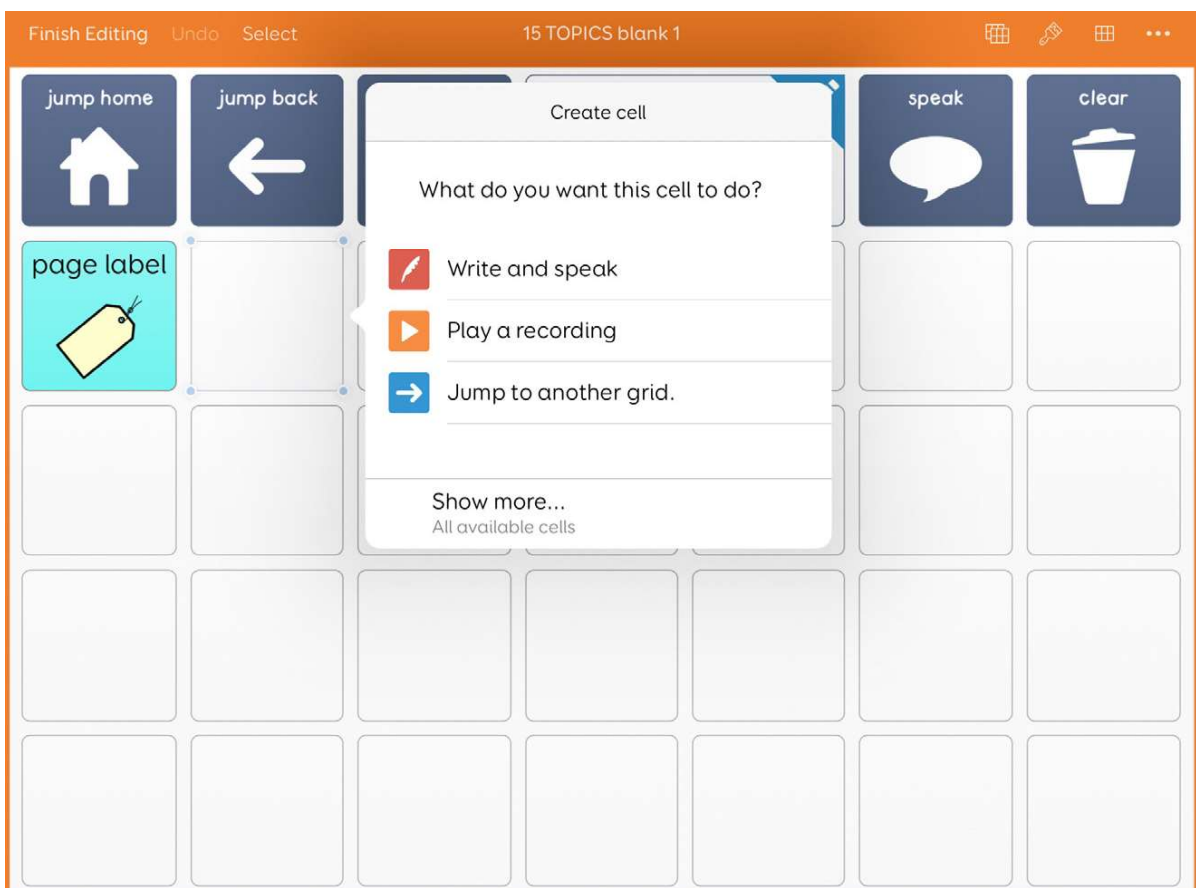 Finish Editing Undo Select 15 TOPICS blank 1
jump home jump back speak clear
Create cell
What do you want this cell to do?
page label
Write and speak
Play a recording
Jump to another grid.
Show more...
All available cells